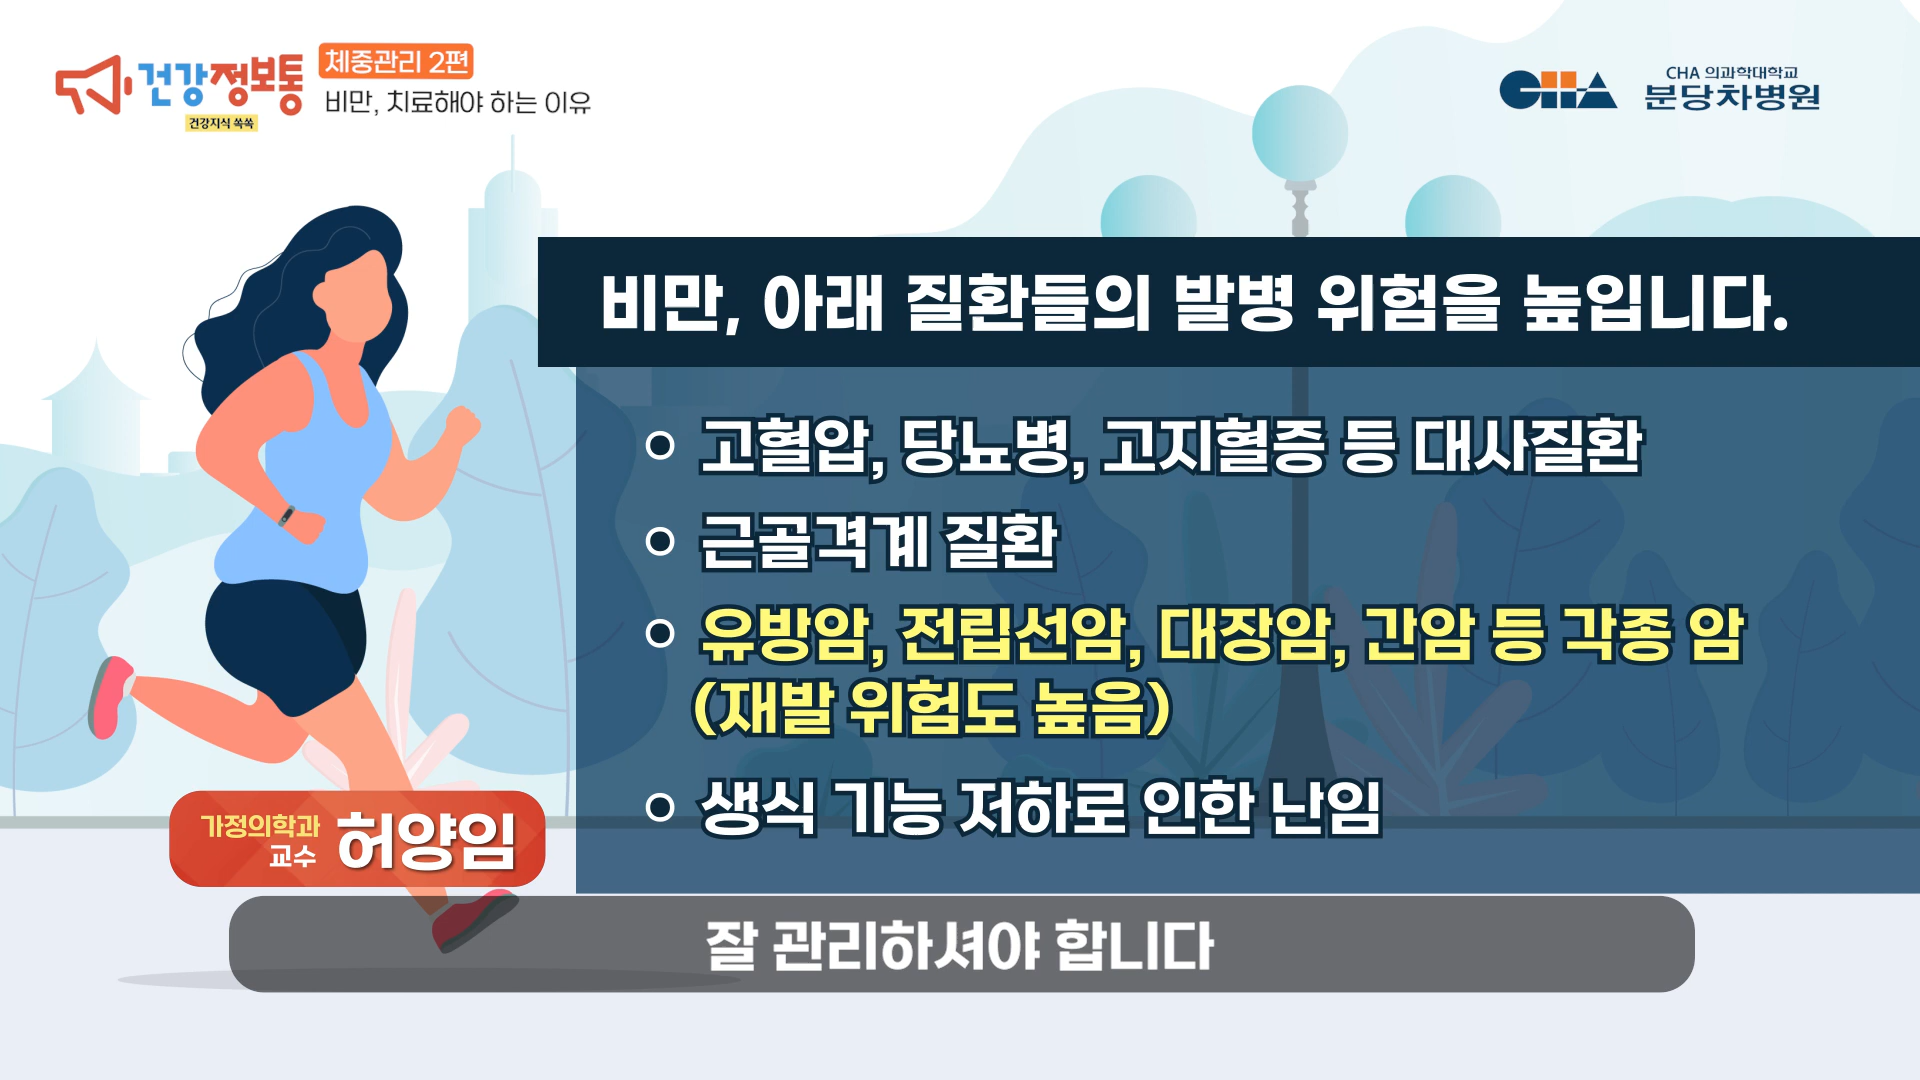 건강정보통
건강지식 쏙쏙
체중관리 2편
비만, 치료해야 하는 이유
CHA
CHA 의과학대학교
분당차병원
비만, 아래 질환들의 발병 위험을 높입니다.
고혈압, 당뇨병, 고지혈증 등 대사질환
근골격계 질환
유방암, 전립선암, 대장암, 간암 등 각종 암
(재발 위험도 높음)
생식 기능 저하로 인한 난임
가정의학과
교수
허양임
잘 관리하셔야 합니다